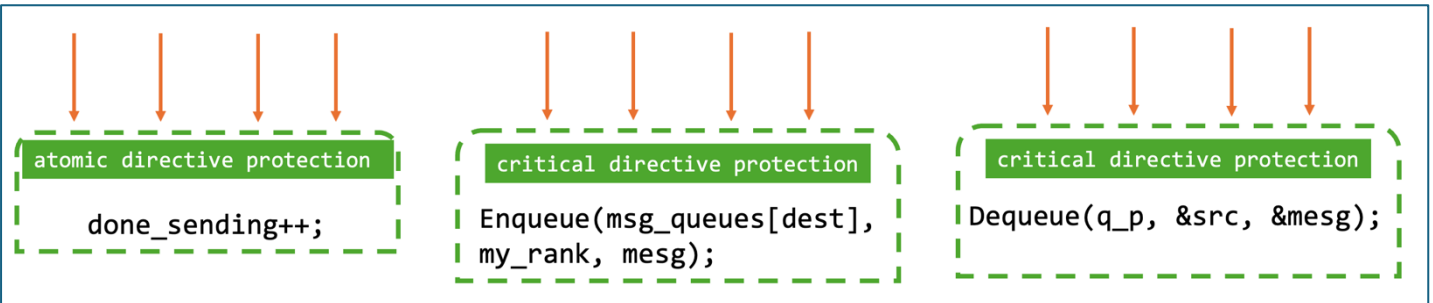 atomic directive protection
done_sending++;
critical directive protection
Enqueue(msg_queues[dest],
my_rank, mesg);
critical directive protection
Dequeue(q_p, &src, &mesg);